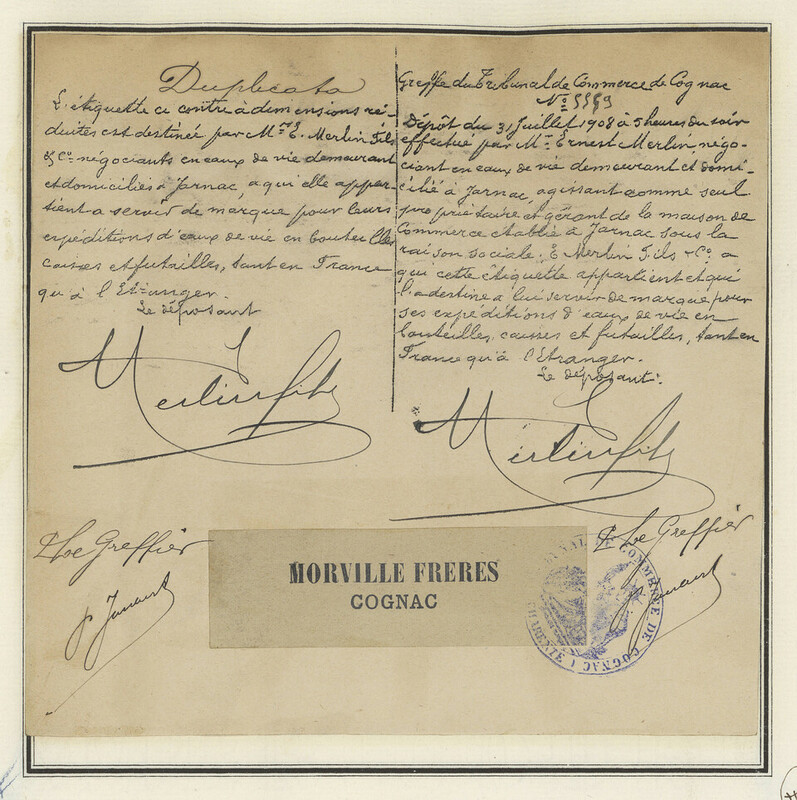 Duplicata
L'étiquette ci contre à dimensions ré-
duites est destinée par Mrs E. Merlin Fils
& Co négociants en eaux de vie demeurant
et domiciliés à Jarnac, a qui elle appar-
tient a servir de marque pour leurs
expéditions d'eaux de vie en bouteilles
caisses et futailles, tant en France
qu'à l'Etranger.
Le déposant
Merlin fils
P. Le Greffier
Greffe du Tribunal de Commerce de Cognac
No 5559
Dépôt du 31 Juillet 1908 à 5 heures du soir
effectué par Mr Ernest Merlin, négo-
ciant en eaux de vie demeurant et domi-
cilié à Jarnac, agissant comme seul
propriétaire et gérant de la maison de
Commerce établie à Jarnac sous la
raison sociale: E Merlin Fils & Co. a
qui cette étiquette appartient et qui
l'a destine a lui servir de marque pour
ses expéditions d'eaux de vie en
bouteilles, caisses et futailles, tant en
France qu'à l'Etranger.
Le déposant:
Merlin fils
P. Le Greffier
MORVILLE FRERES
COGNAC
TRIBUNAL DE COMMERCE DE COGNAC (CHARENTE)